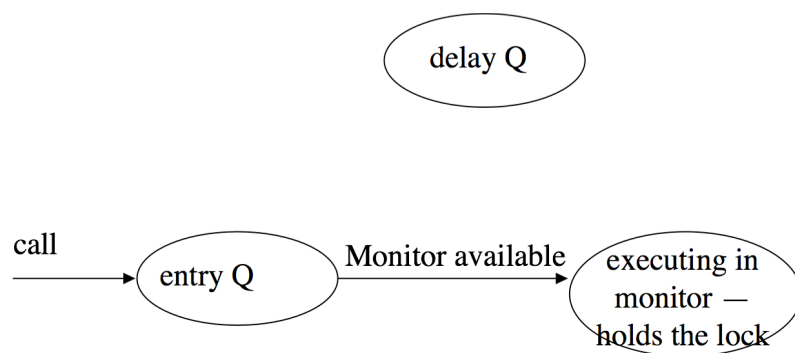 delay Q
call
entry Q
Monitor available
executing in
monitor —
holds the lock